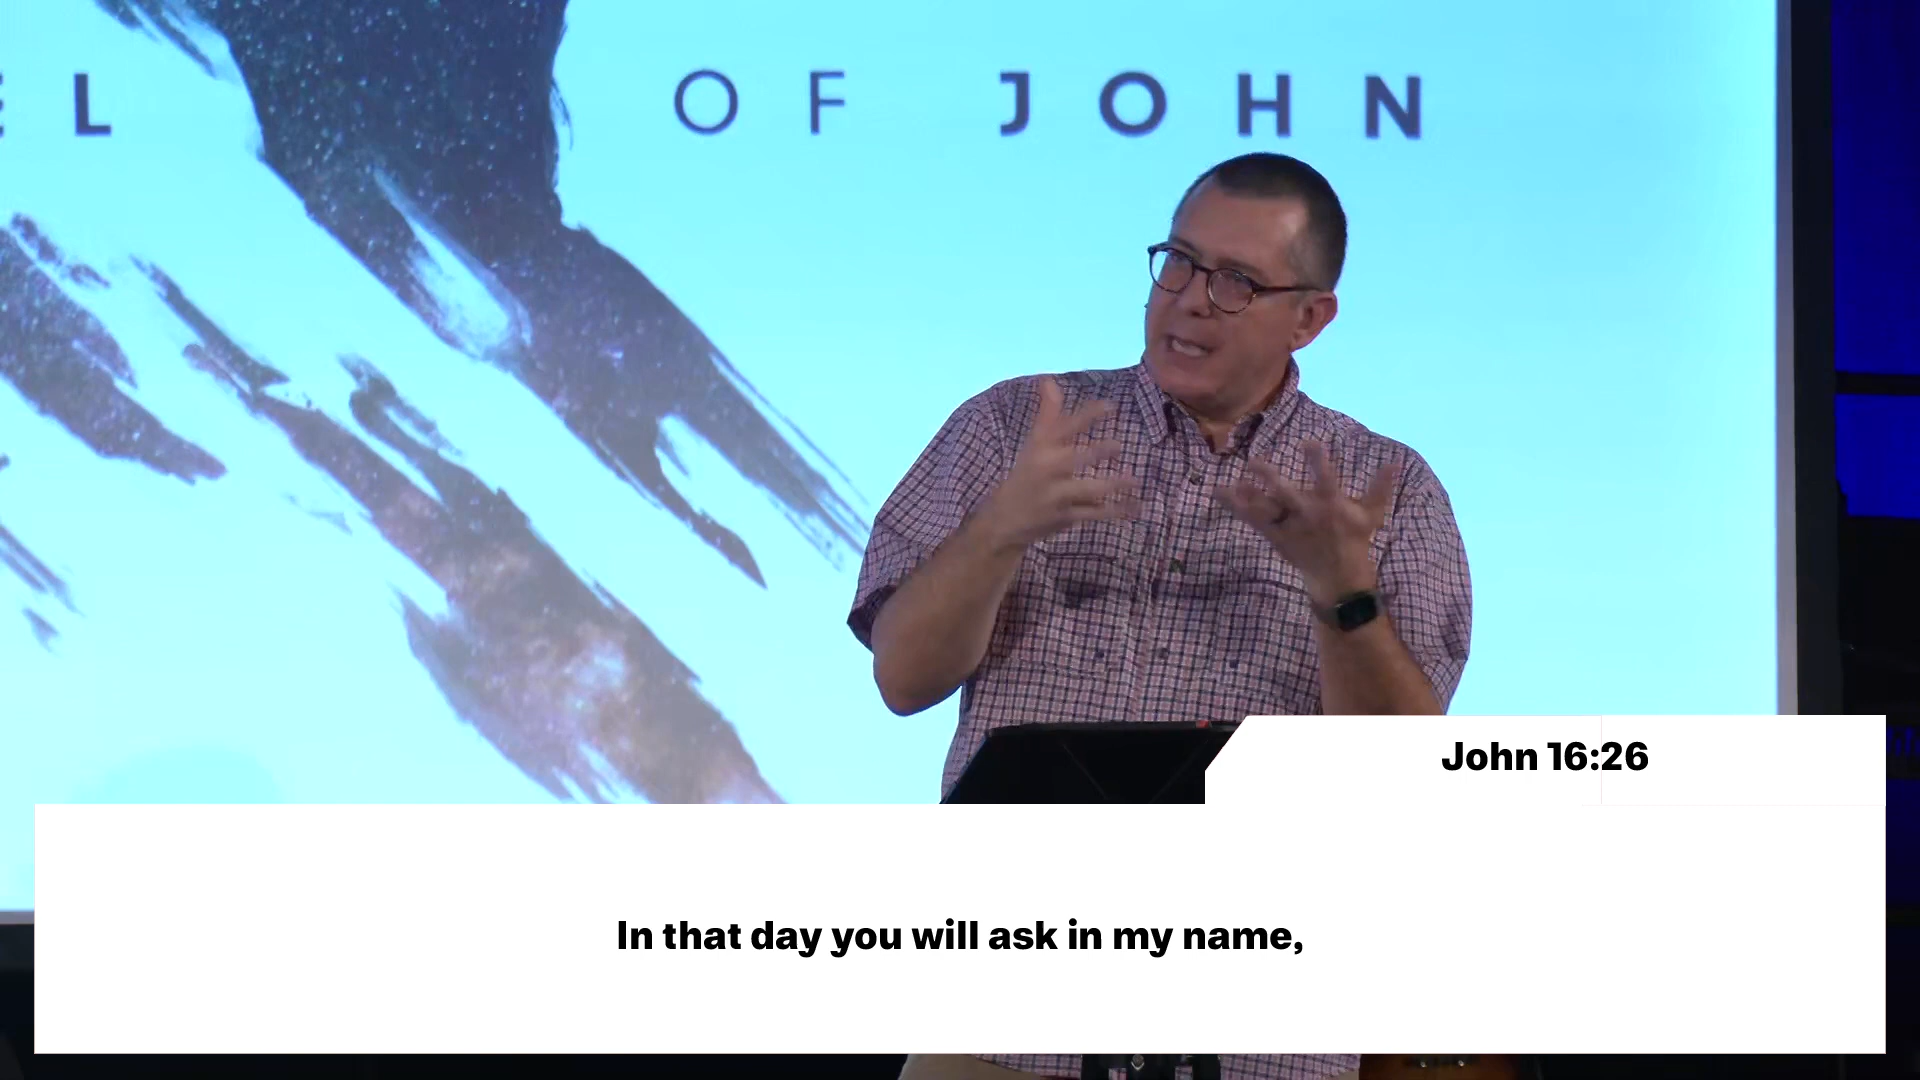 EL OF JOHN
John 16:26
In that day you will ask in my name,